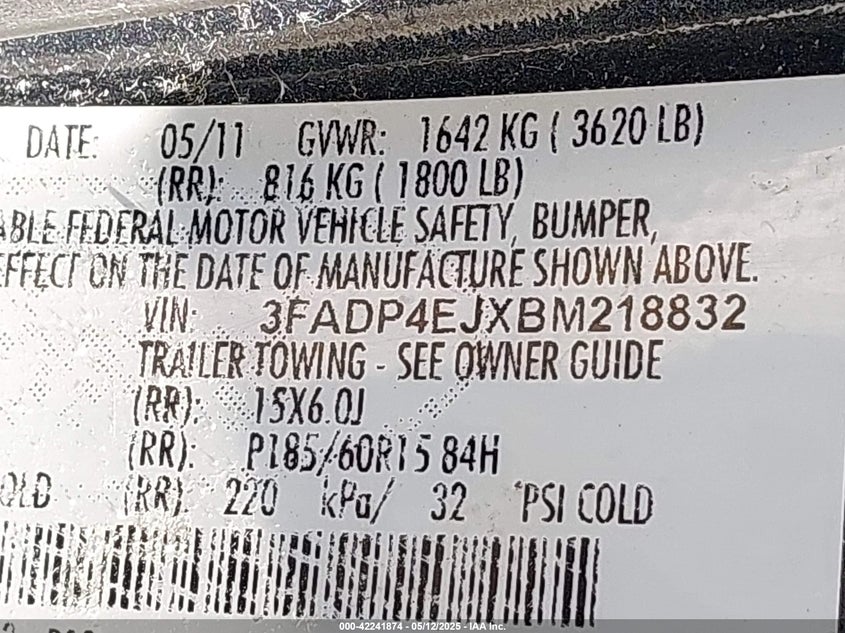 DATE: 05/11 GVWR: 1642 KG ( 3620 LB)
(RR): 816 KG ( 1800 LB)
ABLE FEDERAL MOTOR VEHICLE SAFETY, BUMPER,
EFFECT ON THE DATE OF MANUFACTURE SHOWN ABOVE.
VIN: 3FADP4EJXBM218832
TRAILER TOWING - SEE OWNER GUIDE
(RR): 15X6.0J
(RR): P185/60R15 84H
OLD (RR): 220 kPa/ 32 PSI COLD
000-42241874 - 05/12/2025 - IAA Inc.